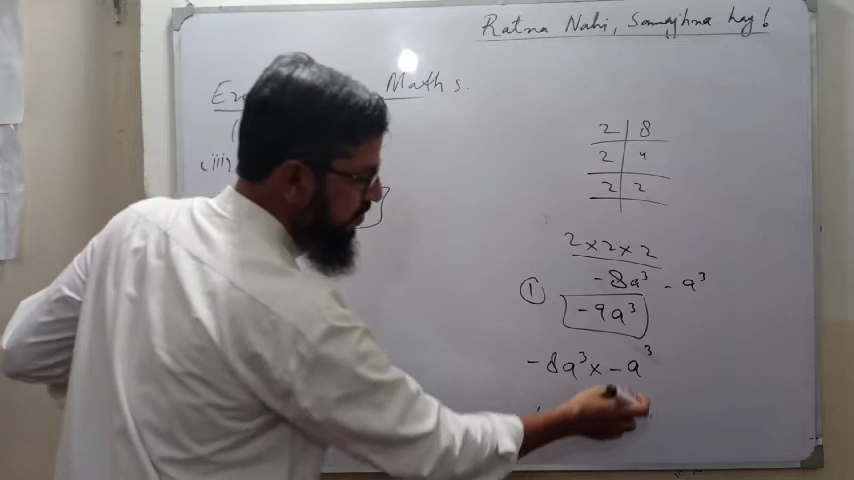 Ratna Nahi, Samajhna hay!
Maths.
(iii)
2 8
2 4
2 2
2×2×2
① -8a³ - a³
-9a³
-8a³ × -a³